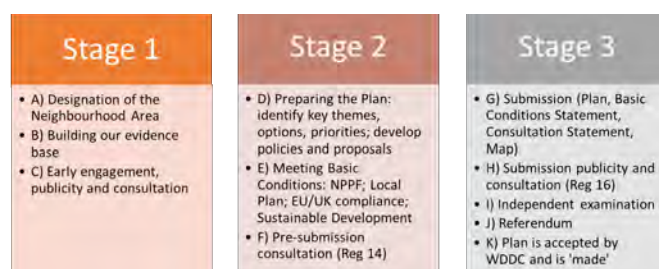 Stage 1
• A) Designation of the
Neighbourhood Area
• B) Building our evidence
base
• C) Early engagement,
publicity and consultation
Stage 2
• D) Preparing the Plan:
identify key themes,
options, priorities; develop
policies and proposals
• E) Meeting Basic
Conditions: NPPF; Local
Plan; EU/UK compliance;
Sustainable Development
• F) Pre-submission
consultation (Reg 14)
Stage 3
• G) Submission (Plan, Basic
Conditions Statement,
Consultation Statement,
Map)
• H) Submission publicity and
consultation (Reg 16)
• I) Independent examination
• J) Referendum
• K) Plan is accepted by
WDDC and is 'made'